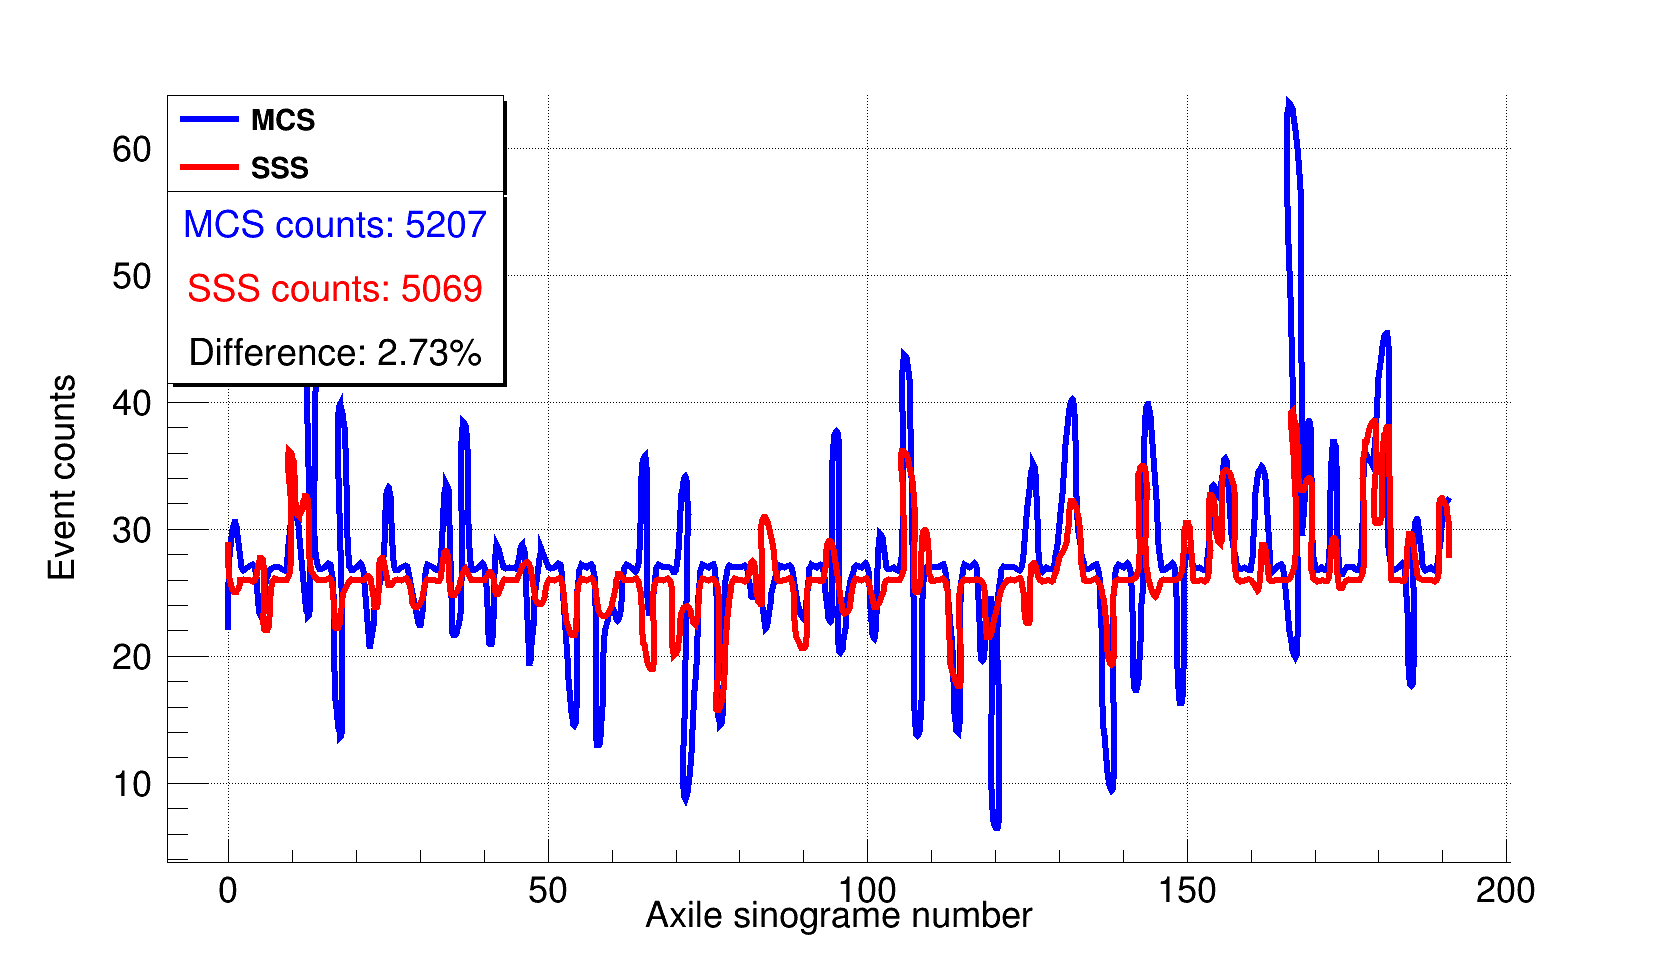 MCS
SSS
MCS counts: 5207
SSS counts: 5069
Difference: 2.73%
60
50
40
30
20
10
Event counts
0 50 100 150 200
Axile sinograme number